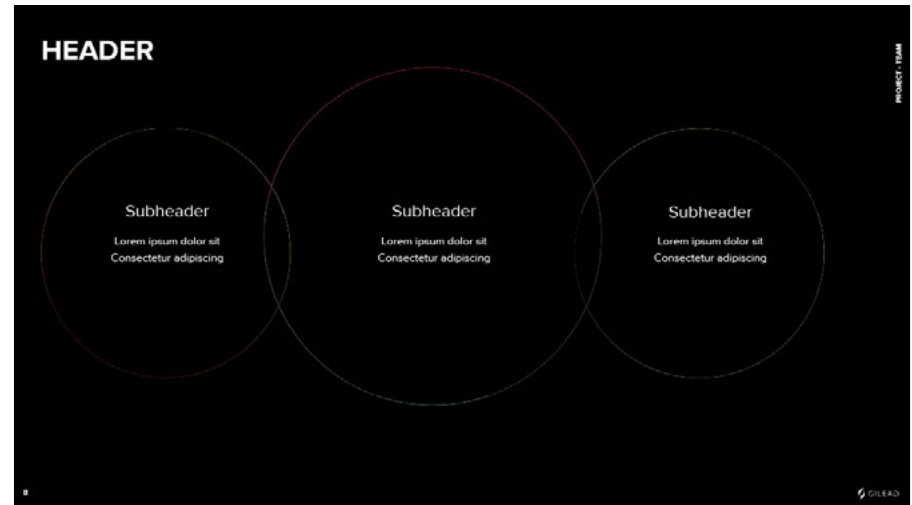 HEADER
PROJECT - TEAM
Subheader
Lorem ipsum dolor sit
Consectetur adipiscing
Subheader
Lorem ipsum dolor sit
Consectetur adipiscing
Subheader
Lorem ipsum dolor sit
Consectetur adipiscing
8
GILEAD